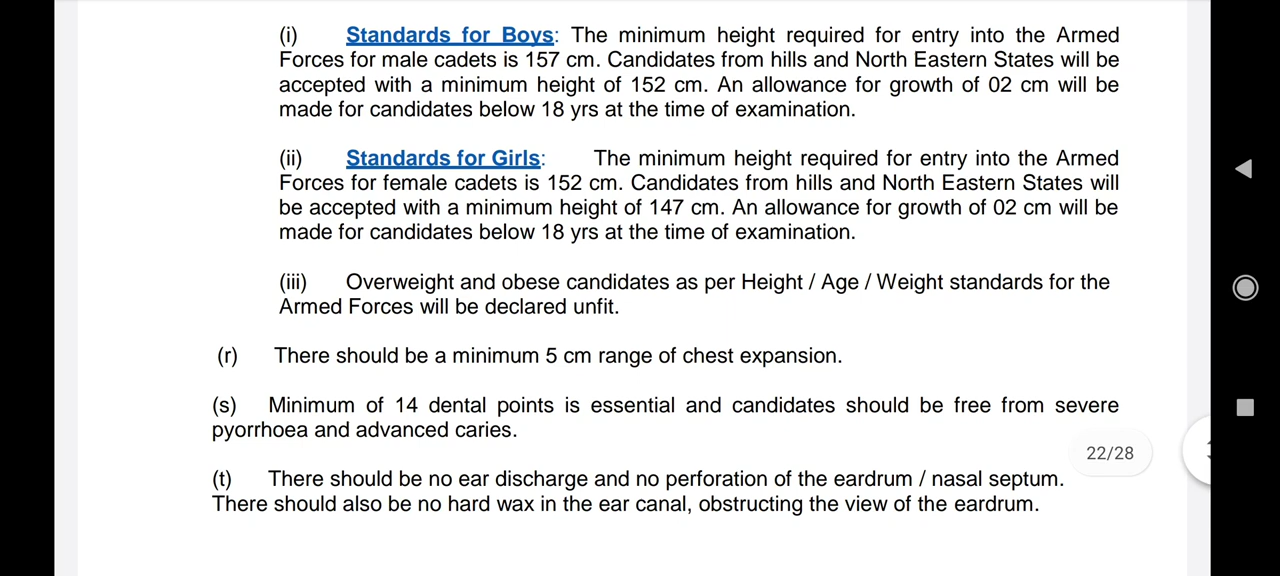 (i) Standards for Boys: The minimum height required for entry into the Armed
Forces for male cadets is 157 cm. Candidates from hills and North Eastern States will be
accepted with a minimum height of 152 cm. An allowance for growth of 02 cm will be
made for candidates below 18 yrs at the time of examination.
(ii) Standards for Girls: The minimum height required for entry into the Armed
Forces for female cadets is 152 cm. Candidates from hills and North Eastern States will
be accepted with a minimum height of 147 cm. An allowance for growth of 02 cm will be
made for candidates below 18 yrs at the time of examination.
(iii) Overweight and obese candidates as per Height / Age / Weight standards for the
Armed Forces will be declared unfit.
(r) There should be a minimum 5 cm range of chest expansion.
(s) Minimum of 14 dental points is essential and candidates should be free from severe
pyorrhoea and advanced caries.
22/28
(t) There should be no ear discharge and no perforation of the eardrum / nasal septum.
There should also be no hard wax in the ear canal, obstructing the view of the eardrum.